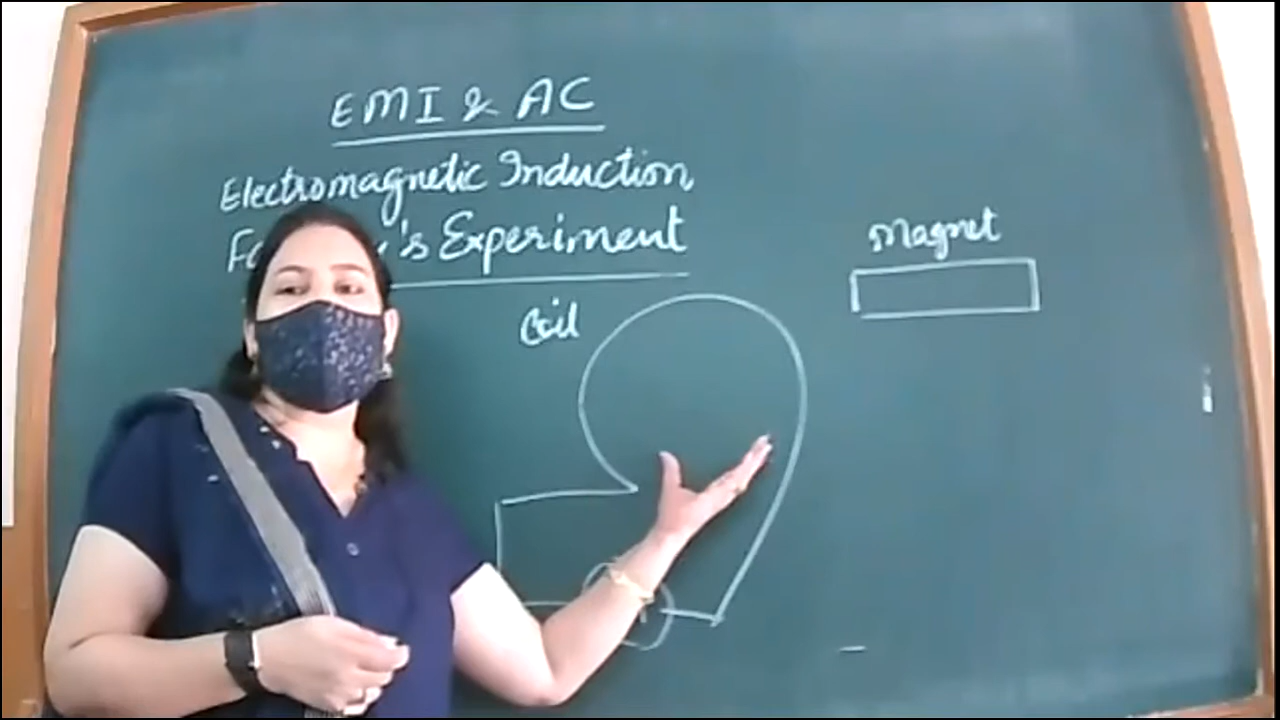 EMI & AC
Electromagnetic Induction
's Experiment
Coil
Magnet